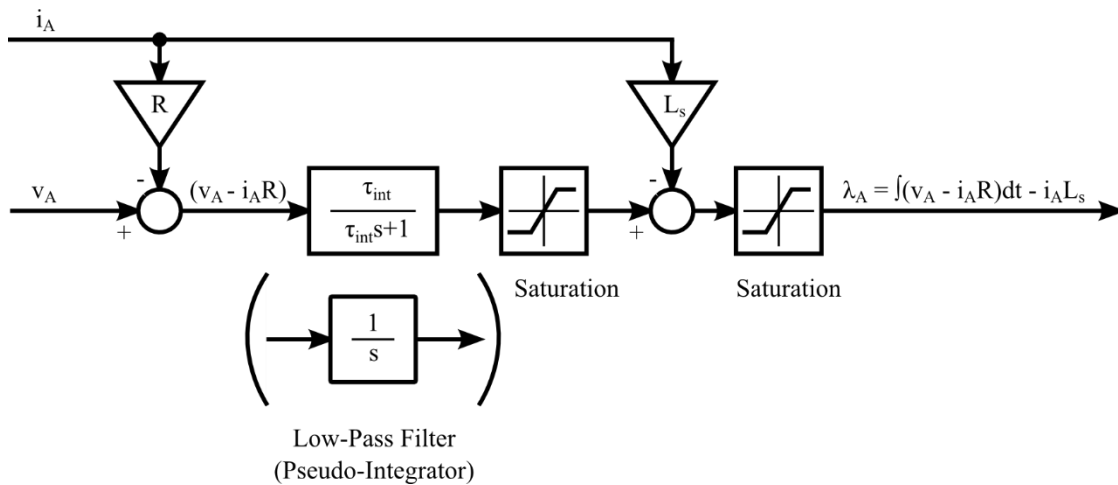 i_A
R
L_s
-
-
v_A
+
(v_A - i_AR)
τ_int
τ_int s+1
+
λ_A = ∫(v_A - i_AR)dt - i_AL_s
Saturation
Saturation
1
s
Low-Pass Filter
(Pseudo-Integrator)